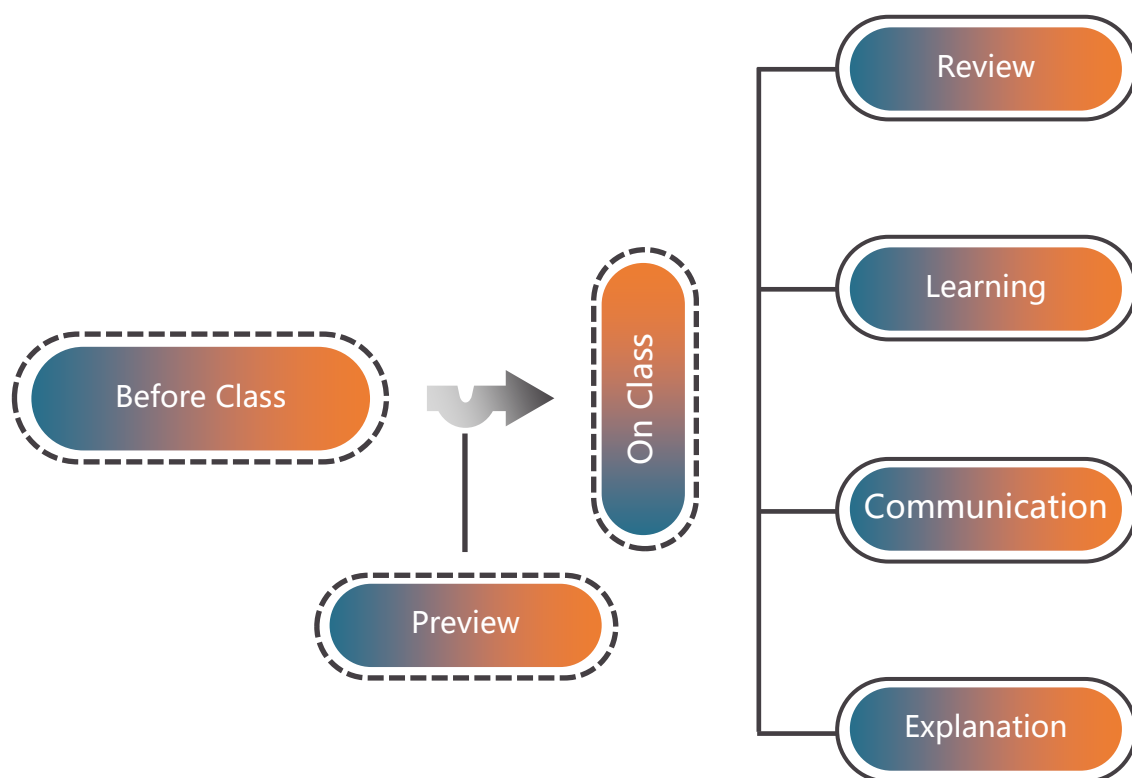 Before Class
Preview
On Class
Review
Learning
Communication
Explanation